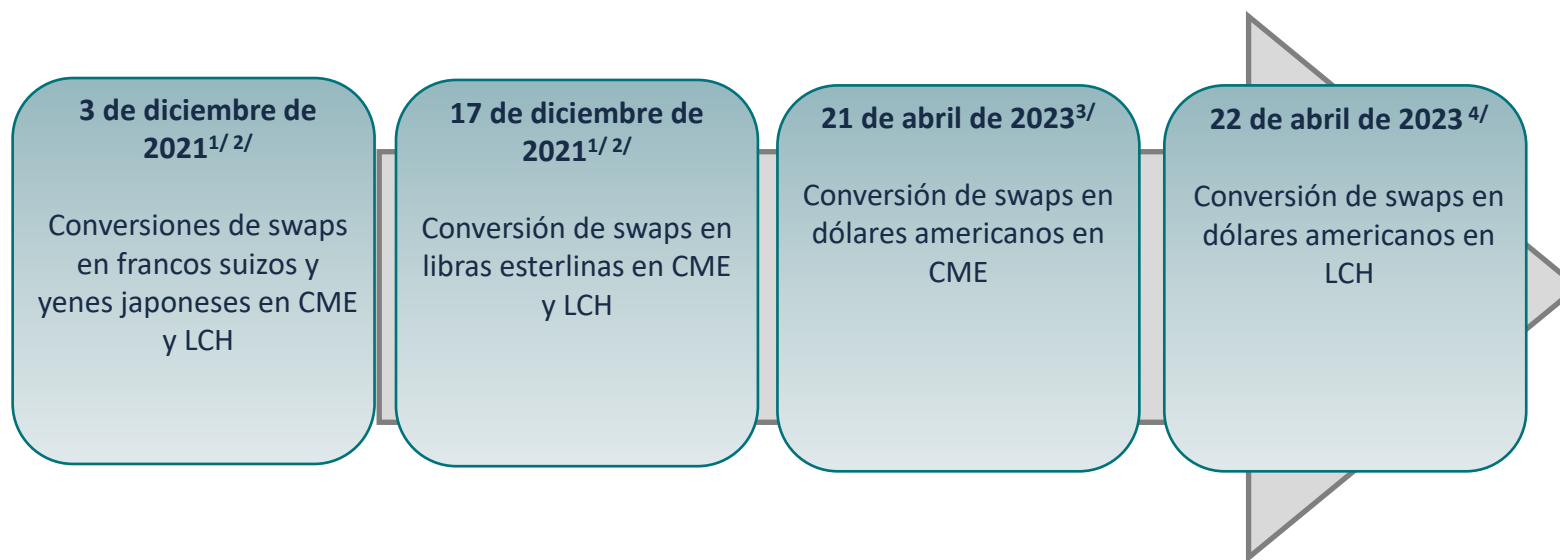 3 de diciembre de
20211/ 2/
Conversiones de swaps
en francos suizos y
yenes japoneses en CME
y LCH
17 de diciembre de
20211/ 2/
Conversión de swaps en
libras esterlinas en CME
y LCH
21 de abril de 20233/
Conversión de swaps en
dólares americanos en
CME
22 de abril de 2023 4/
Conversión de swaps en
dólares americanos en
LCH